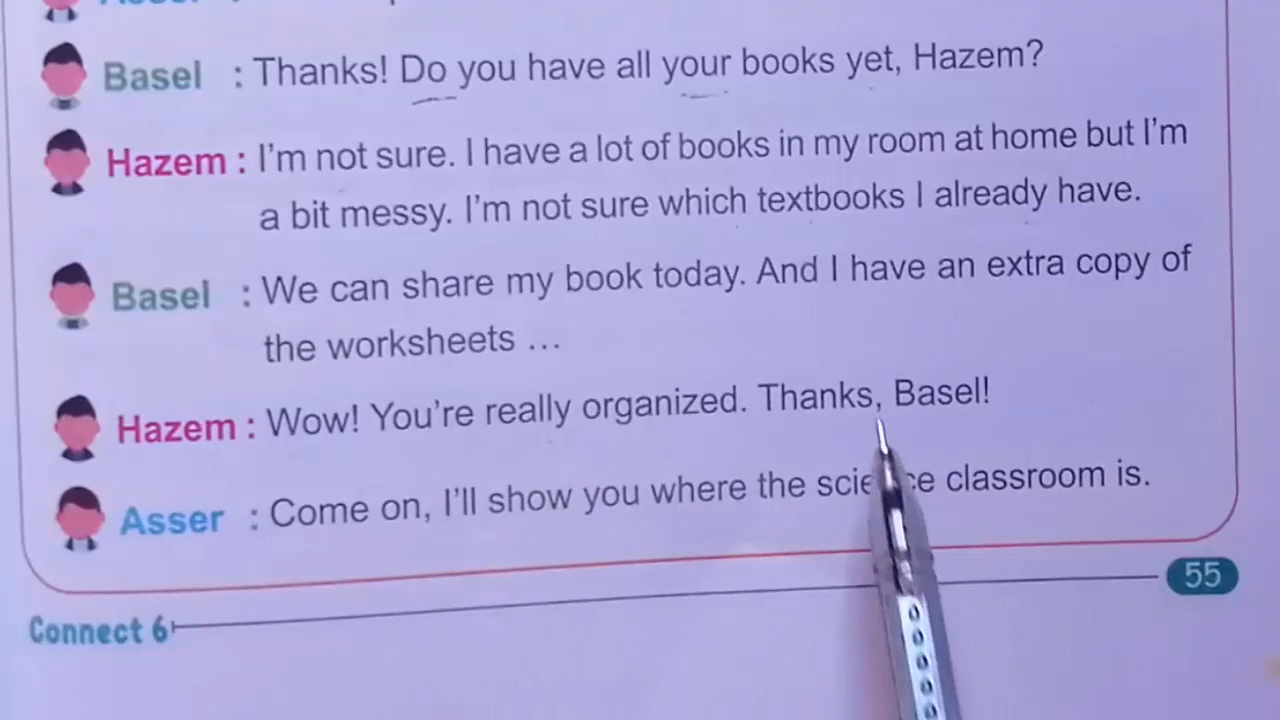 Basel : Thanks! Do you have all your books yet, Hazem?
Hazem : I'm not sure. I have a lot of books in my room at home but I'm
a bit messy. I'm not sure which textbooks I already have.
Basel : We can share my book today. And I have an extra copy of
the worksheets ...
Hazem : Wow! You're really organized. Thanks, Basel!
Asser : Come on, I'll show you where the science classroom is.
55
Connect 6